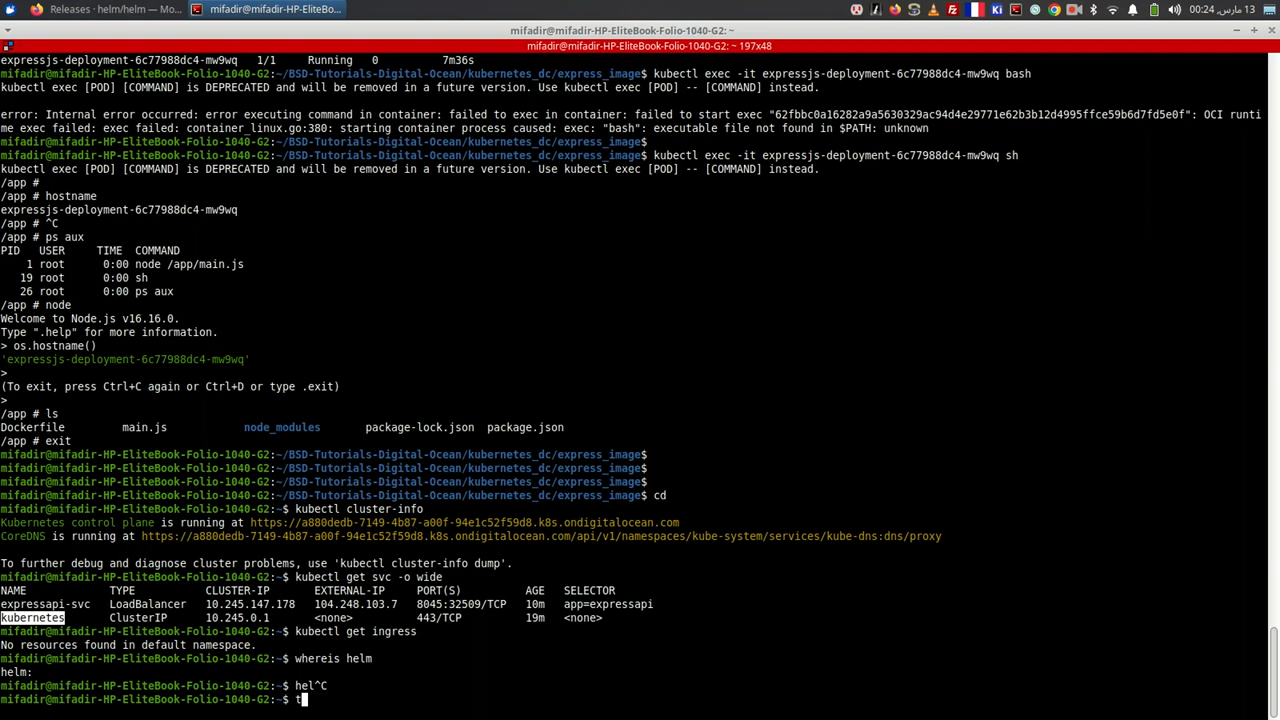 Releases · helm/helm — Mo...
mifadir@mifadir-HP-EliteBo...
Ki
00:24 ,13 مارس
mifadir@mifadir-HP-EliteBook-Folio-1040-G2: ~
mifadir@mifadir-HP-EliteBook-Folio-1040-G2: ~ 197x48
expressjs-deployment-6c77988dc4-mw9wq   1/1     Running   0          7m36s
mifadir@mifadir-HP-EliteBook-Folio-1040-G2:~/BSD-Tutorials-Digital-Ocean/kubernetes_dc/express_image$ kubectl exec -it expressjs-deployment-6c77988dc4-mw9wq bash
kubectl exec [POD] [COMMAND] is DEPRECATED and will be removed in a future version. Use kubectl exec [POD] -- [COMMAND] instead.
error: Internal error occurred: error executing command in container: failed to exec in container: failed to start exec "62fbbc0a16282a9a5630329ac94d4e29771e62b3b12d4995ffce59b6d7fd5e0f": OCI runti
me exec failed: exec failed: container_linux.go:380: starting container process caused: exec: "bash": executable file not found in $PATH: unknown
mifadir@mifadir-HP-EliteBook-Folio-1040-G2:~/BSD-Tutorials-Digital-Ocean/kubernetes_dc/express_image$
mifadir@mifadir-HP-EliteBook-Folio-1040-G2:~/BSD-Tutorials-Digital-Ocean/kubernetes_dc/express_image$ kubectl exec -it expressjs-deployment-6c77988dc4-mw9wq sh
kubectl exec [POD] [COMMAND] is DEPRECATED and will be removed in a future version. Use kubectl exec [POD] -- [COMMAND] instead.
/app #
/app # hostname
expressjs-deployment-6c77988dc4-mw9wq
/app # ^C
/app # ps aux
PID   USER     TIME  COMMAND
    1 root      0:00 node /app/main.js
   19 root      0:00 sh
   26 root      0:00 ps aux
/app # node
Welcome to Node.js v16.16.0.
Type ".help" for more information.
> os.hostname()
'expressjs-deployment-6c77988dc4-mw9wq'
>
(To exit, press Ctrl+C again or Ctrl+D or type .exit)
>
/app # ls
Dockerfile         main.js            node_modules       package-lock.json  package.json
/app # exit
mifadir@mifadir-HP-EliteBook-Folio-1040-G2:~/BSD-Tutorials-Digital-Ocean/kubernetes_dc/express_image$
mifadir@mifadir-HP-EliteBook-Folio-1040-G2:~/BSD-Tutorials-Digital-Ocean/kubernetes_dc/express_image$
mifadir@mifadir-HP-EliteBook-Folio-1040-G2:~/BSD-Tutorials-Digital-Ocean/kubernetes_dc/express_image$
mifadir@mifadir-HP-EliteBook-Folio-1040-G2:~/BSD-Tutorials-Digital-Ocean/kubernetes_dc/express_image$ cd
mifadir@mifadir-HP-EliteBook-Folio-1040-G2:~$ kubectl cluster-info
Kubernetes control plane is running at https://a880dedb-7149-4b87-a00f-94e1c52f59d8.k8s.ondigitalocean.com
CoreDNS is running at https://a880dedb-7149-4b87-a00f-94e1c52f59d8.k8s.ondigitalocean.com/api/v1/namespaces/kube-system/services/kube-dns:dns/proxy
To further debug and diagnose cluster problems, use 'kubectl cluster-info dump'.
mifadir@mifadir-HP-EliteBook-Folio-1040-G2:~$ kubectl get svc -o wide
NAME             TYPE           CLUSTER-IP       EXTERNAL-IP     PORT(S)          AGE   SELECTOR
expressapi-svc   LoadBalancer   10.245.147.178   104.248.103.7   8045:32509/TCP   10m   app=expressapi
kubernetes       ClusterIP      10.245.0.1       <none>          443/TCP          19m   <none>
mifadir@mifadir-HP-EliteBook-Folio-1040-G2:~$ kubectl get ingress
No resources found in default namespace.
mifadir@mifadir-HP-EliteBook-Folio-1040-G2:~$ whereis helm
helm:
mifadir@mifadir-HP-EliteBook-Folio-1040-G2:~$ hel^C
mifadir@mifadir-HP-EliteBook-Folio-1040-G2:~$ t